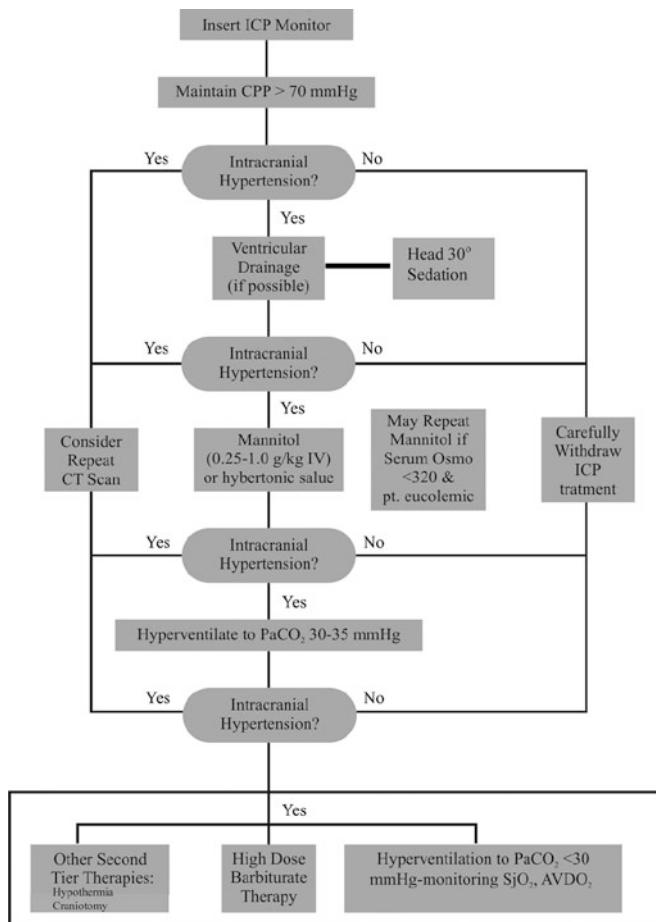 Insert ICP Monitor
Maintain CPP > 70 mmHg
Yes
Intracranial
Hypertension?
No
Yes
Ventricular
Drainage
(if possible)
Head 30°
Sedation
Yes
Intracranial
Hypertension?
No
Yes
Consider
Repeat
CT Scan
Mannitol
(0.25-1.0 g/kg IV)
or hybertonic salue
May Repeat
Mannitol if
Serum Osmo
<320 &
pt. eucolemic
Carefully
Withdraw
ICP
tratment
Yes
Intracranial
Hypertension?
No
Yes
Hyperventilate to PaCO₂ 30-35 mmHg
Yes
Intracranial
Hypertension?
No
Yes
Other Second
Tier Therapies:
Hypothermia
Craniotomy
High Dose
Barbiturate
Therapy
Hyperventilation to PaCO₂ <30
mmHg-monitoring SjO₂, AVDO₂